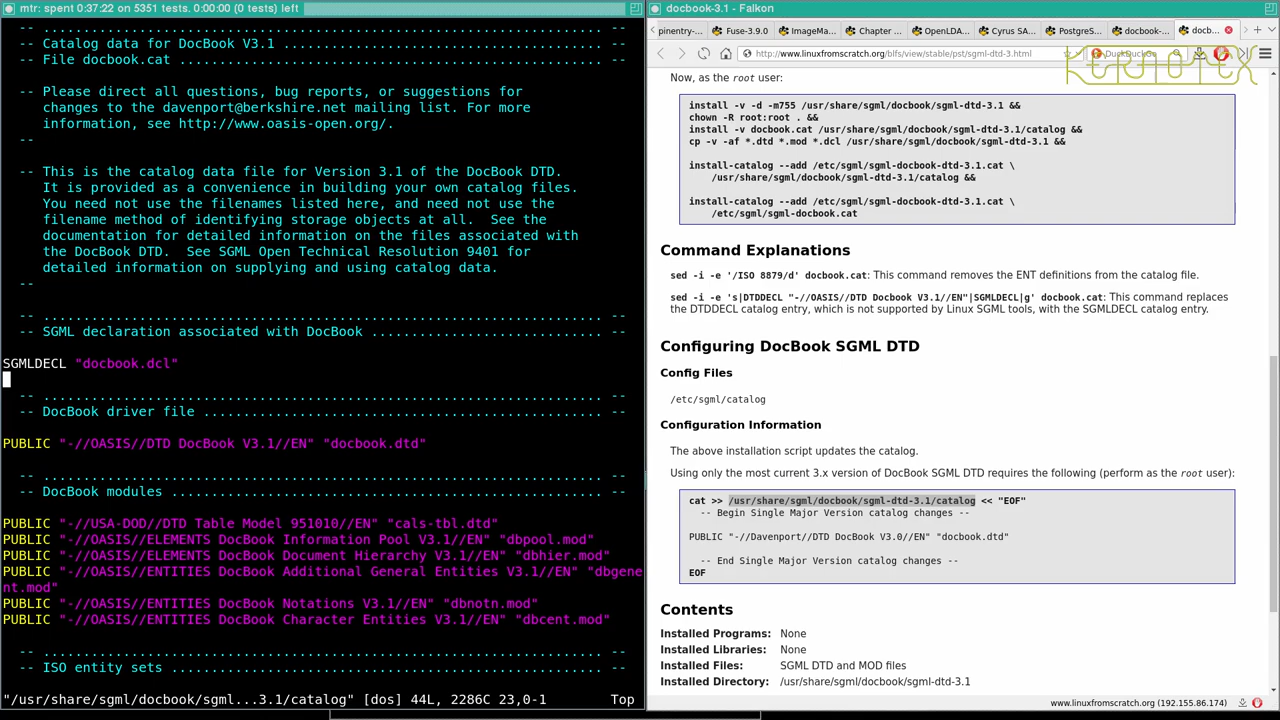 mtr: spent 0:37:22 on 5351 tests. 0:00:00 (0 tests) left
-- ...................................................................... --
-- Catalog data for DocBook V3.1 ......................................... --
-- File docbook.cat ..................................................... --
-- Please direct all questions, bug reports, or suggestions for
changes to the davenport@berkshire.net mailing list. For more
information, see http://www.oasis-open.org/.
--
-- This is the catalog data file for Version 3.1 of the DocBook DTD.
It is provided as a convenience in building your own catalog files.
You need not use the filenames listed here, and need not use the
filename method of identifying storage objects at all.  See the
documentation for detailed information on the files associated with
the DocBook DTD.  See SGML Open Technical Resolution 9401 for
detailed information on supplying and using catalog data.
--
-- ...................................................................... --
-- SGML declaration associated with DocBook ............................. --
SGMLDECL "docbook.dcl"
-- ...................................................................... --
-- DocBook driver file .................................................. --
PUBLIC "-//OASIS//DTD DocBook V3.1//EN" "docbook.dtd"
-- ...................................................................... --
-- DocBook modules ...................................................... --
PUBLIC "-//USA-DOD//DTD Table Model 951010//EN" "cals-tbl.dtd"
PUBLIC "-//OASIS//ELEMENTS DocBook Information Pool V3.1//EN" "dbpool.mod"
PUBLIC "-//OASIS//ELEMENTS DocBook Document Hierarchy V3.1//EN" "dbhier.mod"
PUBLIC "-//OASIS//ENTITIES DocBook Additional General Entities V3.1//EN" "dbgene
nt.mod"
PUBLIC "-//OASIS//ENTITIES DocBook Notations V3.1//EN" "dbnotn.mod"
PUBLIC "-//OASIS//ENTITIES DocBook Character Entities V3.1//EN" "dbcent.mod"
-- ...................................................................... --
-- ISO entity sets ...................................................... --
"/usr/share/sgml/docbook/sgml...3.1/catalog" [dos] 44L, 2286C 23,0-1 Top
docbook-3.1 - Falkon
pinentry-... Fuse-3.9.0 ImageMa... Chapter ... OpenLDA... Cyrus SA... PostgreS... docbook-... docb...
http://www.linuxfromscratch.org/blfs/view/stable/pst/sgml-dtd-3.html DuckDuckGo
KERNOTEX
Now, as the root user:
install -v -d -m755 /usr/share/sgml/docbook/sgml-dtd-3.1 &&
chown -R root:root . &&
install -v docbook.cat /usr/share/sgml/docbook/sgml-dtd-3.1/catalog &&
cp -v -af *.dtd *.mod *.dcl /usr/share/sgml/docbook/sgml-dtd-3.1 &&
install-catalog --add /etc/sgml/sgml-docbook-dtd-3.1.cat \
/usr/share/sgml/docbook/sgml-dtd-3.1/catalog &&
install-catalog --add /etc/sgml/sgml-docbook-dtd-3.1.cat \
/etc/sgml/sgml-docbook.cat
Command Explanations
sed -i -e '/ISO 8879/d' docbook.cat: This command removes the ENT definitions from the catalog file.
sed -i -e 's|DTDDECL "-//OASIS//DTD Docbook V3.1//EN"|SGMLDECL|g' docbook.cat: This command replaces
the DTDDECL catalog entry, which is not supported by Linux SGML tools, with the SGMLDECL catalog entry.
Configuring DocBook SGML DTD
Config Files
/etc/sgml/catalog
Configuration Information
The above installation script updates the catalog.
Using only the most current 3.x version of DocBook SGML DTD requires the following (perform as the root user):
cat >> /usr/share/sgml/docbook/sgml-dtd-3.1/catalog << "EOF"
-- Begin Single Major Version catalog changes --
PUBLIC "-//Davenport//DTD DocBook V3.0//EN" "docbook.dtd"
-- End Single Major Version catalog changes --
EOF
Contents
Installed Programs: None
Installed Libraries: None
Installed Files: SGML DTD and MOD files
Installed Directory: /usr/share/sgml/docbook/sgml-dtd-3.1
www.linuxfromscratch.org (192.155.86.174)